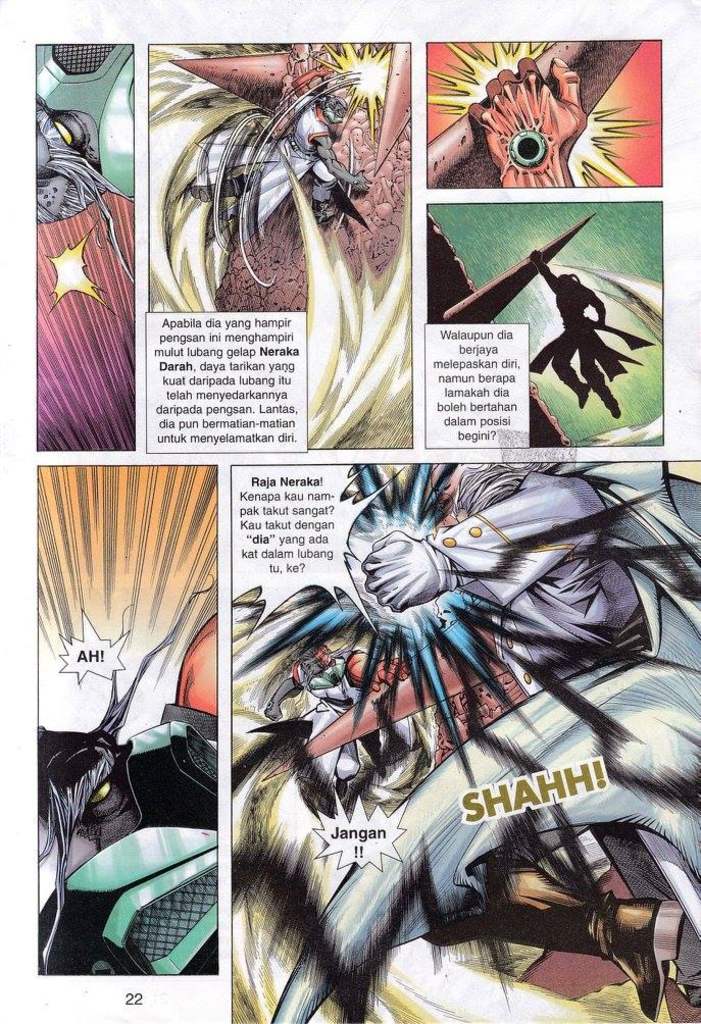 Apabila dia yang hampir
pengsan ini menghampiri
mulut lubang gelap Neraka
Darah, daya tarikan yang
kuat daripada lubang itu
telah menyedarkannya
daripada pengsan. Lantas,
dia pun bermatian-matian
untuk menyelamatkan diri.
Walaupun dia
berjaya
melepaskan diri,
namun berapa
lamakah dia
boleh bertahan
dalam posisi
begini?
AH!
Raja Neraka!
Kenapa kau nam-
pak takut sangat?
Kau takut dengan
“dia” yang ada
kat dalam lubang
tu, ke?
SHAHH!
Jangan
!!
22